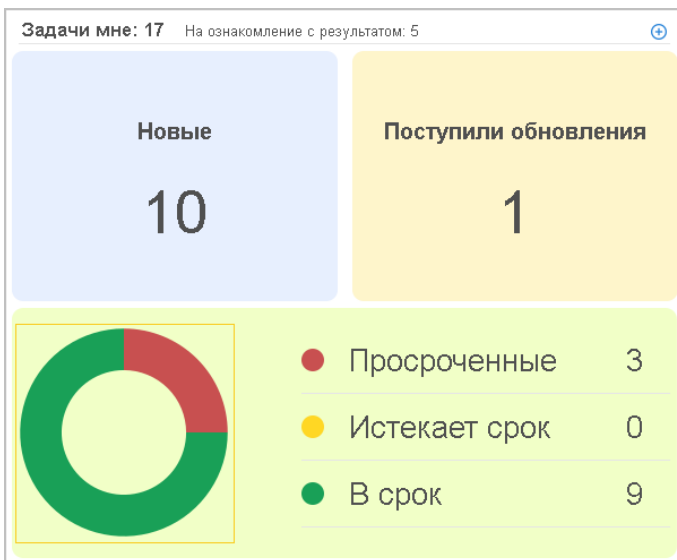 Задачи мне: 17 На ознакомление с результатом: 5
Новые
10
Поступили обновления
1
Просроченные 3
Истекает срок 0
В срок 9